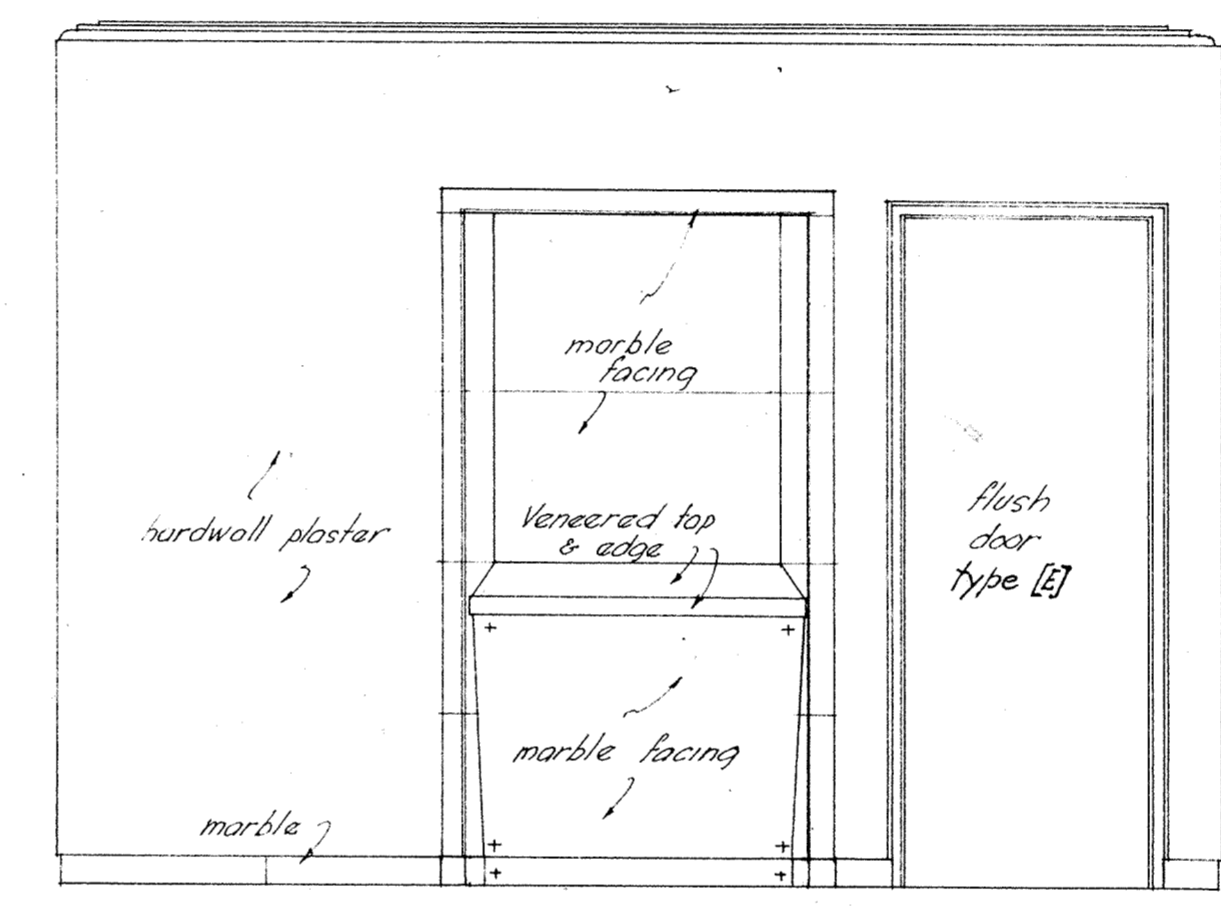 marble
facing
hardwall plaster
Veneered top
& edge
flush
door
type [E]
marble facing
marble